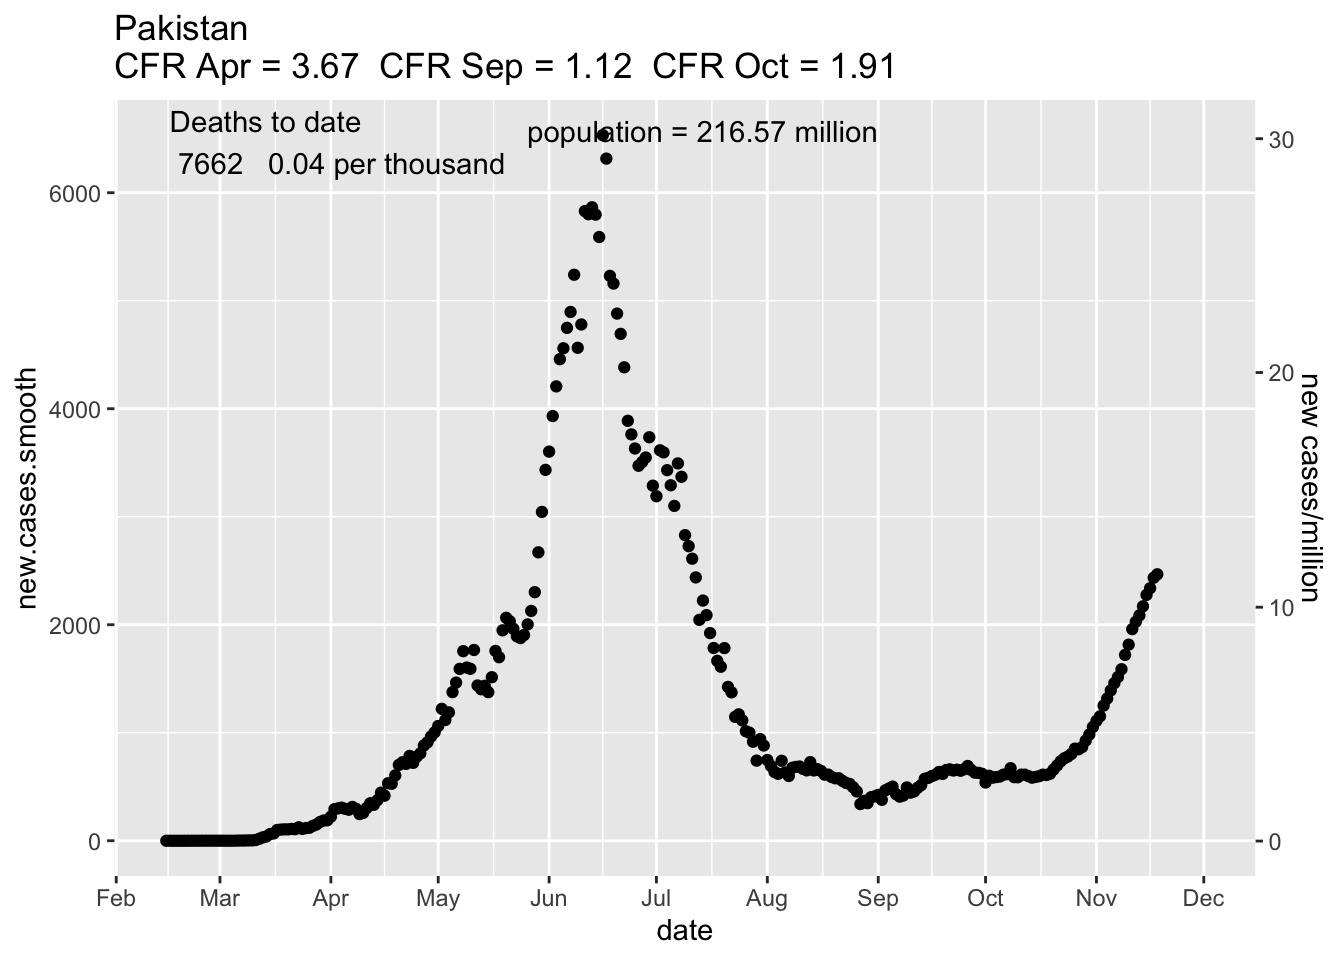 Pakistan
CFR Apr = 3.67  CFR Sep = 1.12  CFR Oct = 1.91
Deaths to date
population = 216.57 million
7662   0.04 per thousand
30
6000
20
4000
new.cases.smooth
new cases/million
10
2000
0
0
Feb Mar Apr May Jun Jul Aug Sep Oct Nov Dec
date